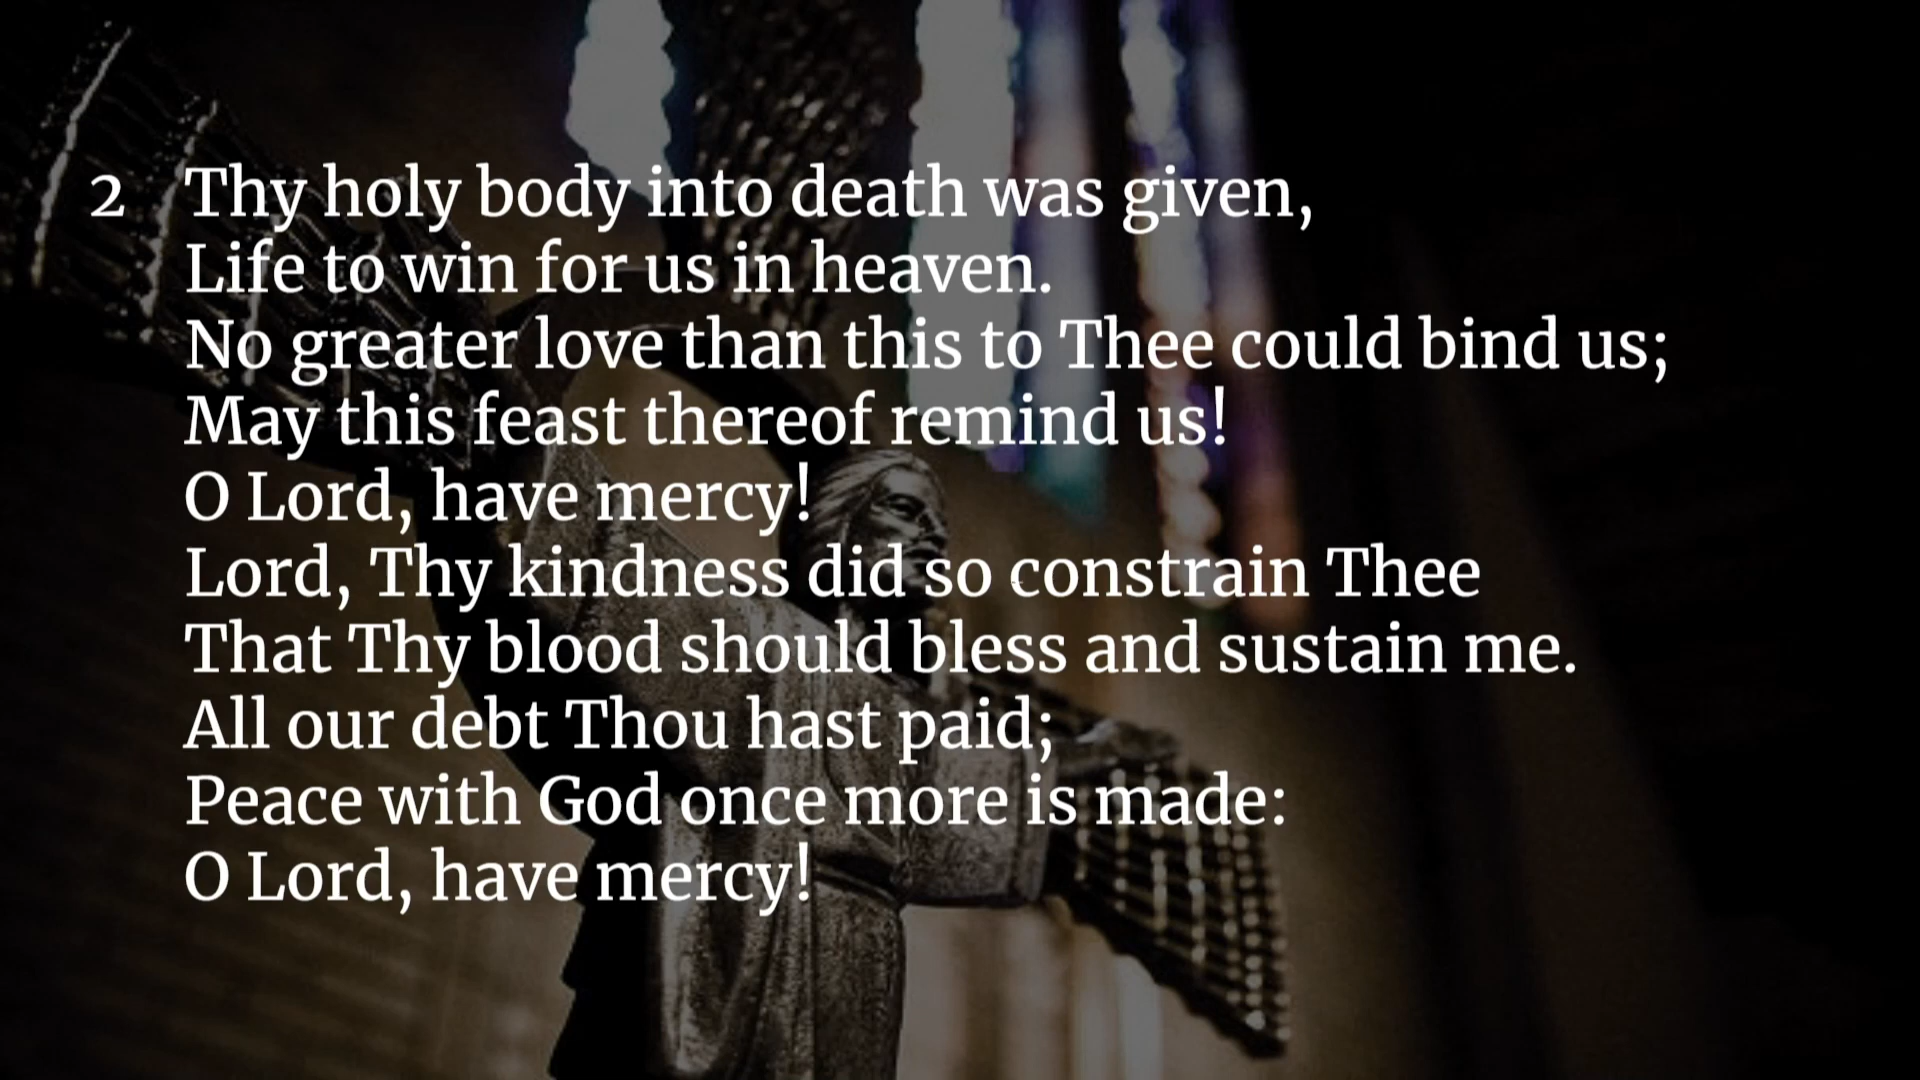 2 Thy holy body into death was given,
Life to win for us in heaven.
No greater love than this to Thee could bind us;
May this feast thereof remind us!
O Lord, have mercy!
Lord, Thy kindness did so constrain Thee
That Thy blood should bless and sustain me.
All our debt Thou hast paid;
Peace with God once more is made:
O Lord, have mercy!